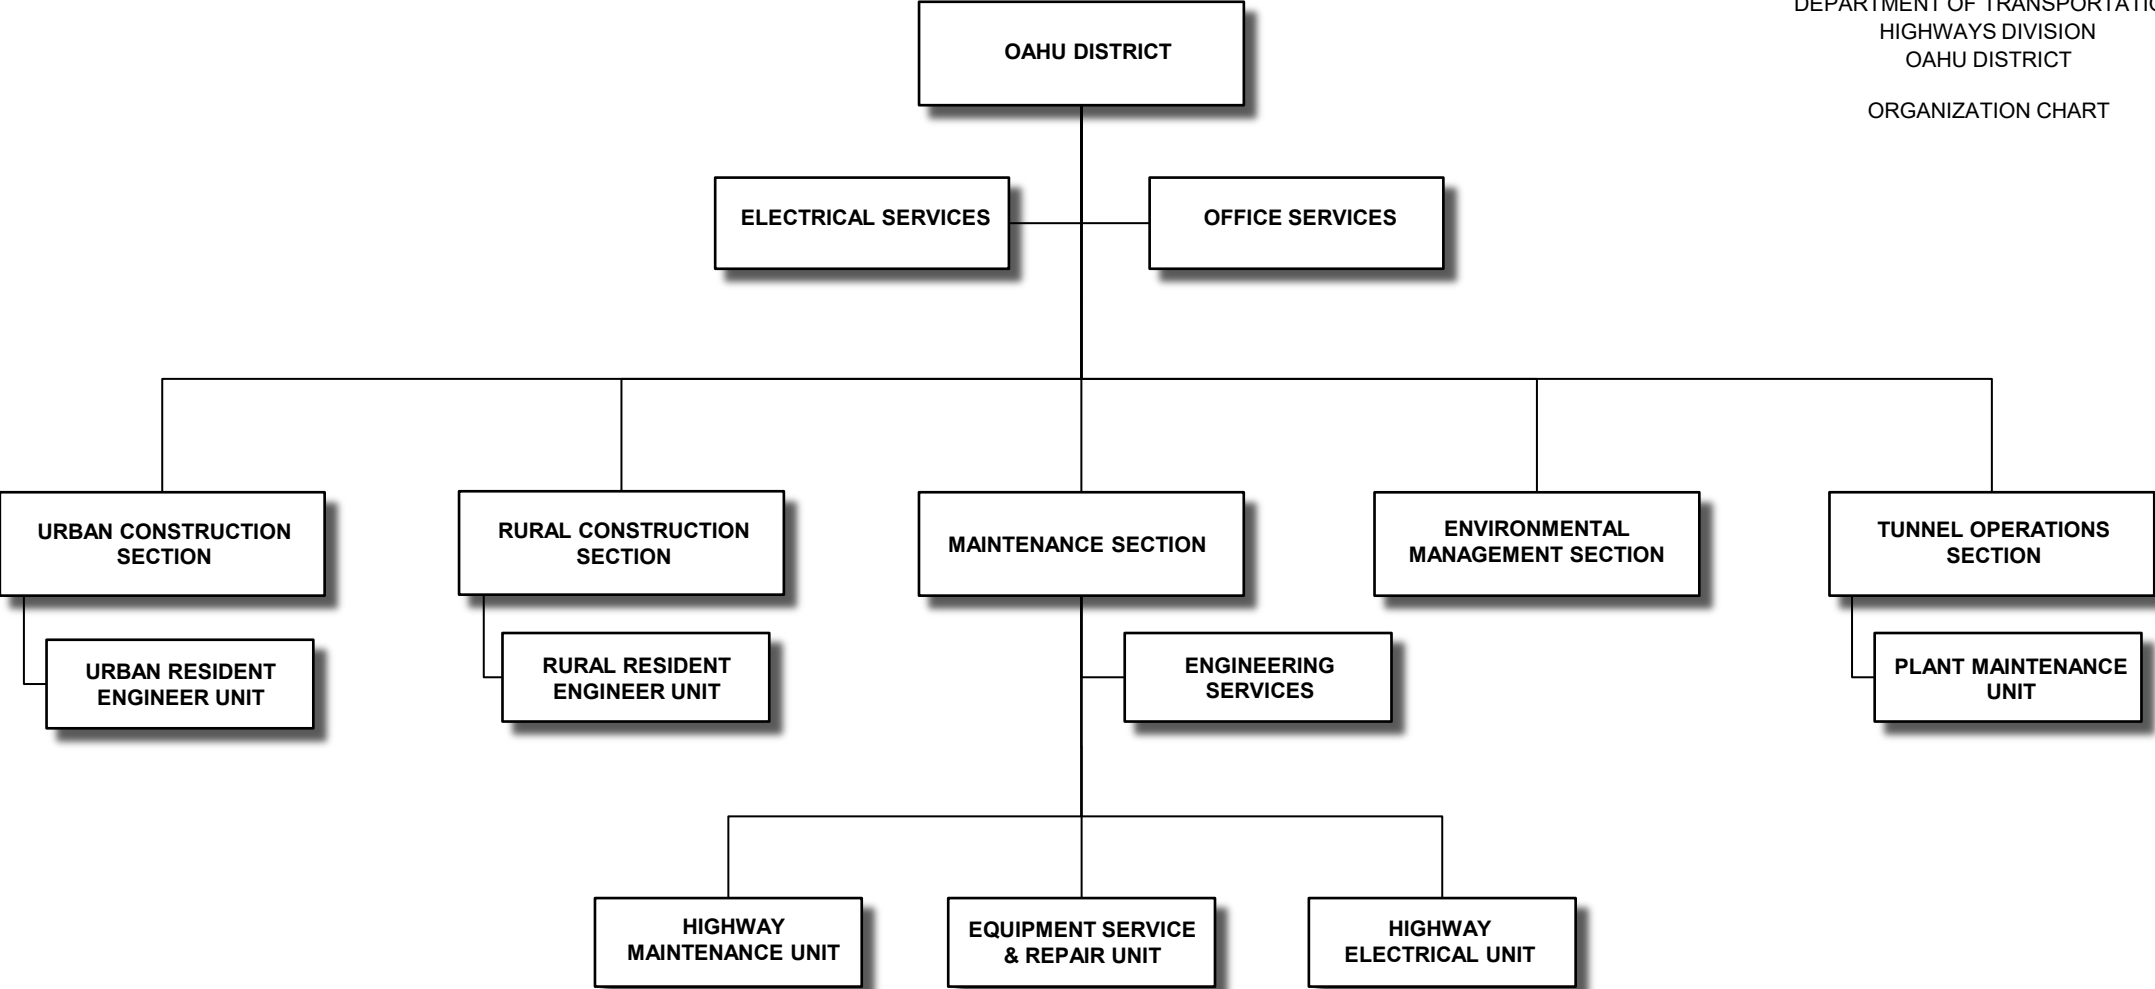 DEPARTMENT OF TRANSPORTATIO
HIGHWAYS DIVISION
OAHU DISTRICT
ORGANIZATION CHART
OAHU DISTRICT
ELECTRICAL SERVICES
OFFICE SERVICES
URBAN CONSTRUCTION
SECTION
RURAL CONSTRUCTION
SECTION
MAINTENANCE SECTION
ENVIRONMENTAL
MANAGEMENT SECTION
TUNNEL OPERATIONS
SECTION
URBAN RESIDENT
ENGINEER UNIT
RURAL RESIDENT
ENGINEER UNIT
ENGINEERING
SERVICES
PLANT MAINTENANCE
UNIT
HIGHWAY
MAINTENANCE UNIT
EQUIPMENT SERVICE
& REPAIR UNIT
HIGHWAY
ELECTRICAL UNIT